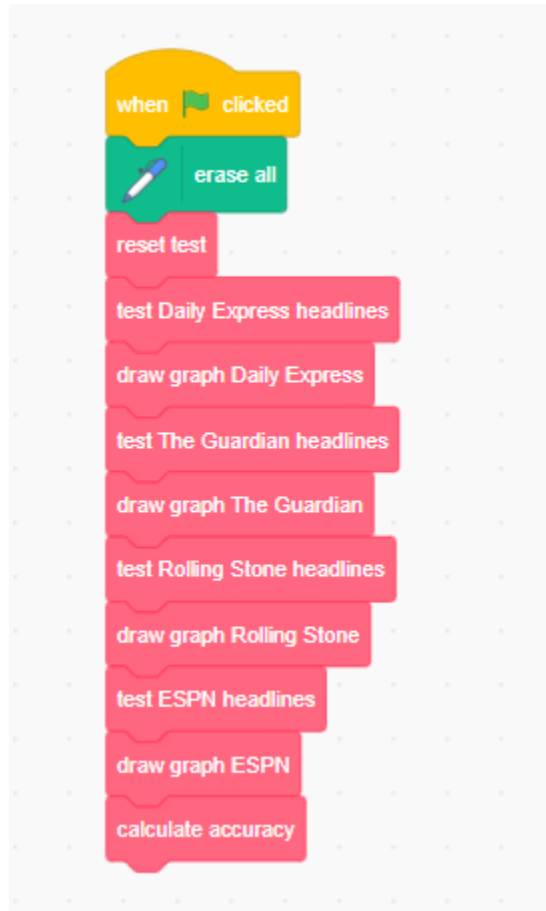 when clicked
erase all
reset test
test Daily Express headlines
draw graph Daily Express
test The Guardian headlines
draw graph The Guardian
test Rolling Stone headlines
draw graph Rolling Stone
test ESPN headlines
draw graph ESPN
calculate accuracy